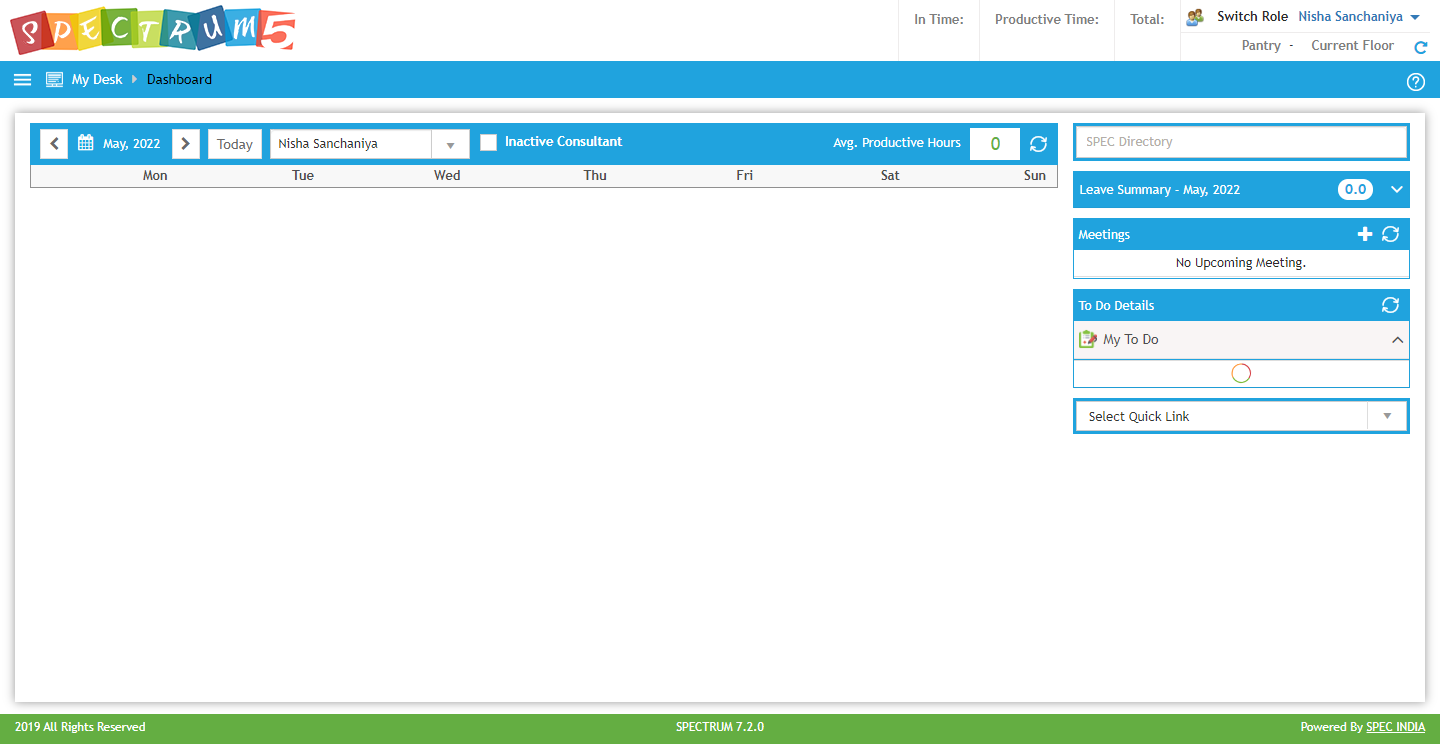 SPECTRUM 5
In Time:
Productive Time:
Total:
Switch Role Nisha Sanchaniya
Pantry - Current Floor
My Desk Dashboard
May, 2022
Today
Nisha Sanchaniya
Inactive Consultant
Avg. Productive Hours 0
Mon Tue Wed Thu Fri Sat Sun
SPEC Directory
Leave Summary - May, 2022 0.0
Meetings
No Upcoming Meeting.
To Do Details
My To Do
Select Quick Link
2019 All Rights Reserved
SPECTRUM 7.2.0
Powered By SPEC INDIA